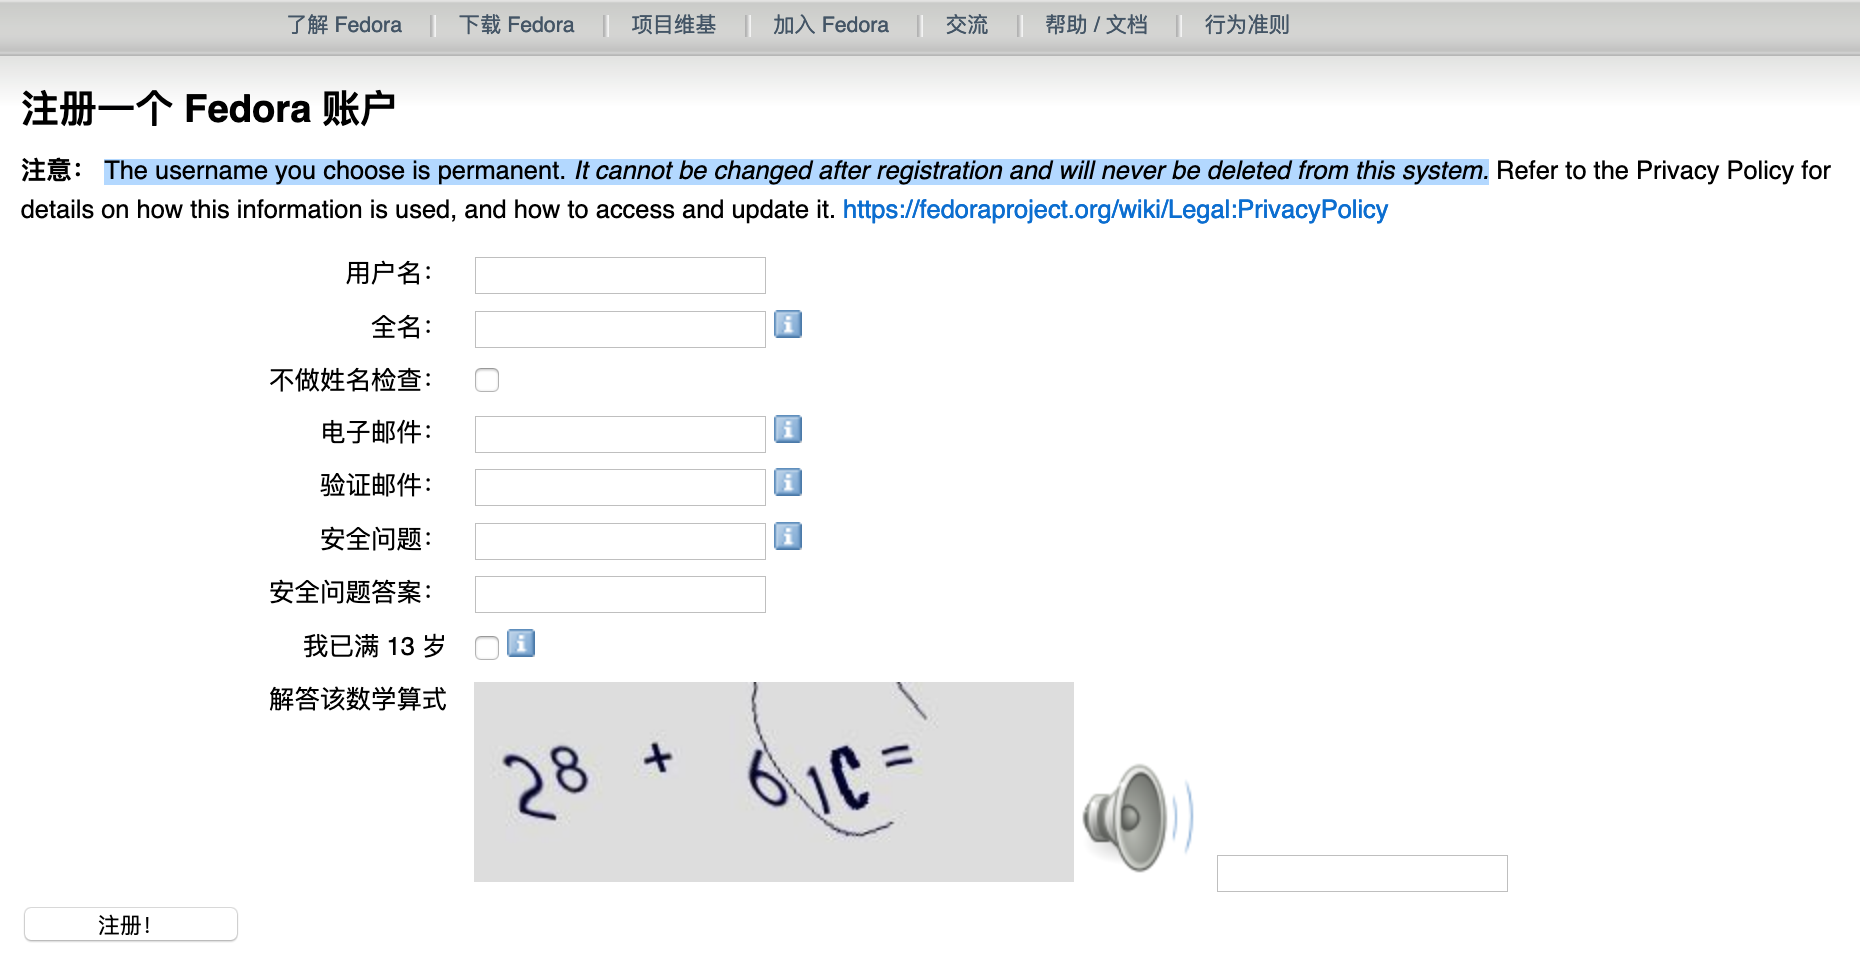 了解 Fedora | 下载 Fedora | 项目维基 | 加入 Fedora | 交流 | 帮助 / 文档 | 行为准则
注册一个 Fedora 账户
注意： The username you choose is permanent. It cannot be changed after registration and will never be deleted from this system. Refer to the Privacy Policy for
details on how this information is used, and how to access and update it. https://fedoraproject.org/wiki/Legal:PrivacyPolicy
用户名：
全名：
不做姓名检查：
电子邮件：
验证邮件：
安全问题：
安全问题答案：
我已满 13 岁
解答该数学算式
28 + 61C =
注册！